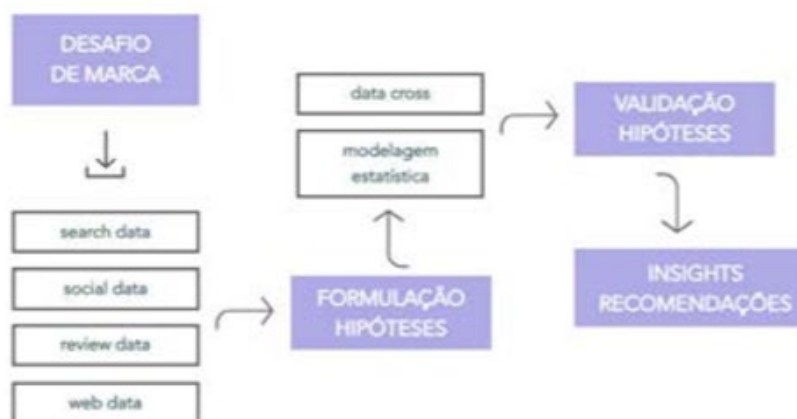 DESAFIO
DE MARCA
search data
social data
review data
web data
FORMULAÇÃO
HIPÓTESES
data cross
modelagem
estatística
VALIDAÇÃO
HIPÓTESES
INSIGHTS
RECOMENDAÇÕES